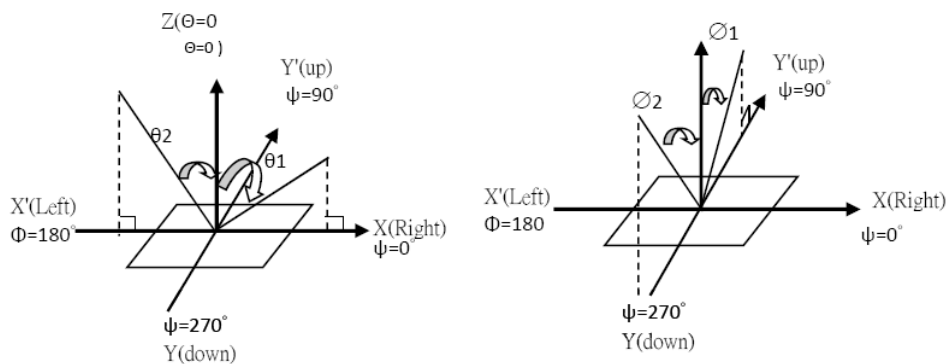 Z(Θ=0
Θ=0 )
Y'(up)
ψ=90°
θ2
θ1
X'(Left)
Φ=180°
X(Right)
ψ=0°
ψ=270°
Y(down)
∅1
Y'(up)
ψ=90°
∅2
X'(Left)
Φ=180
X(Right)
ψ=0°
ψ=270°
Y(down)